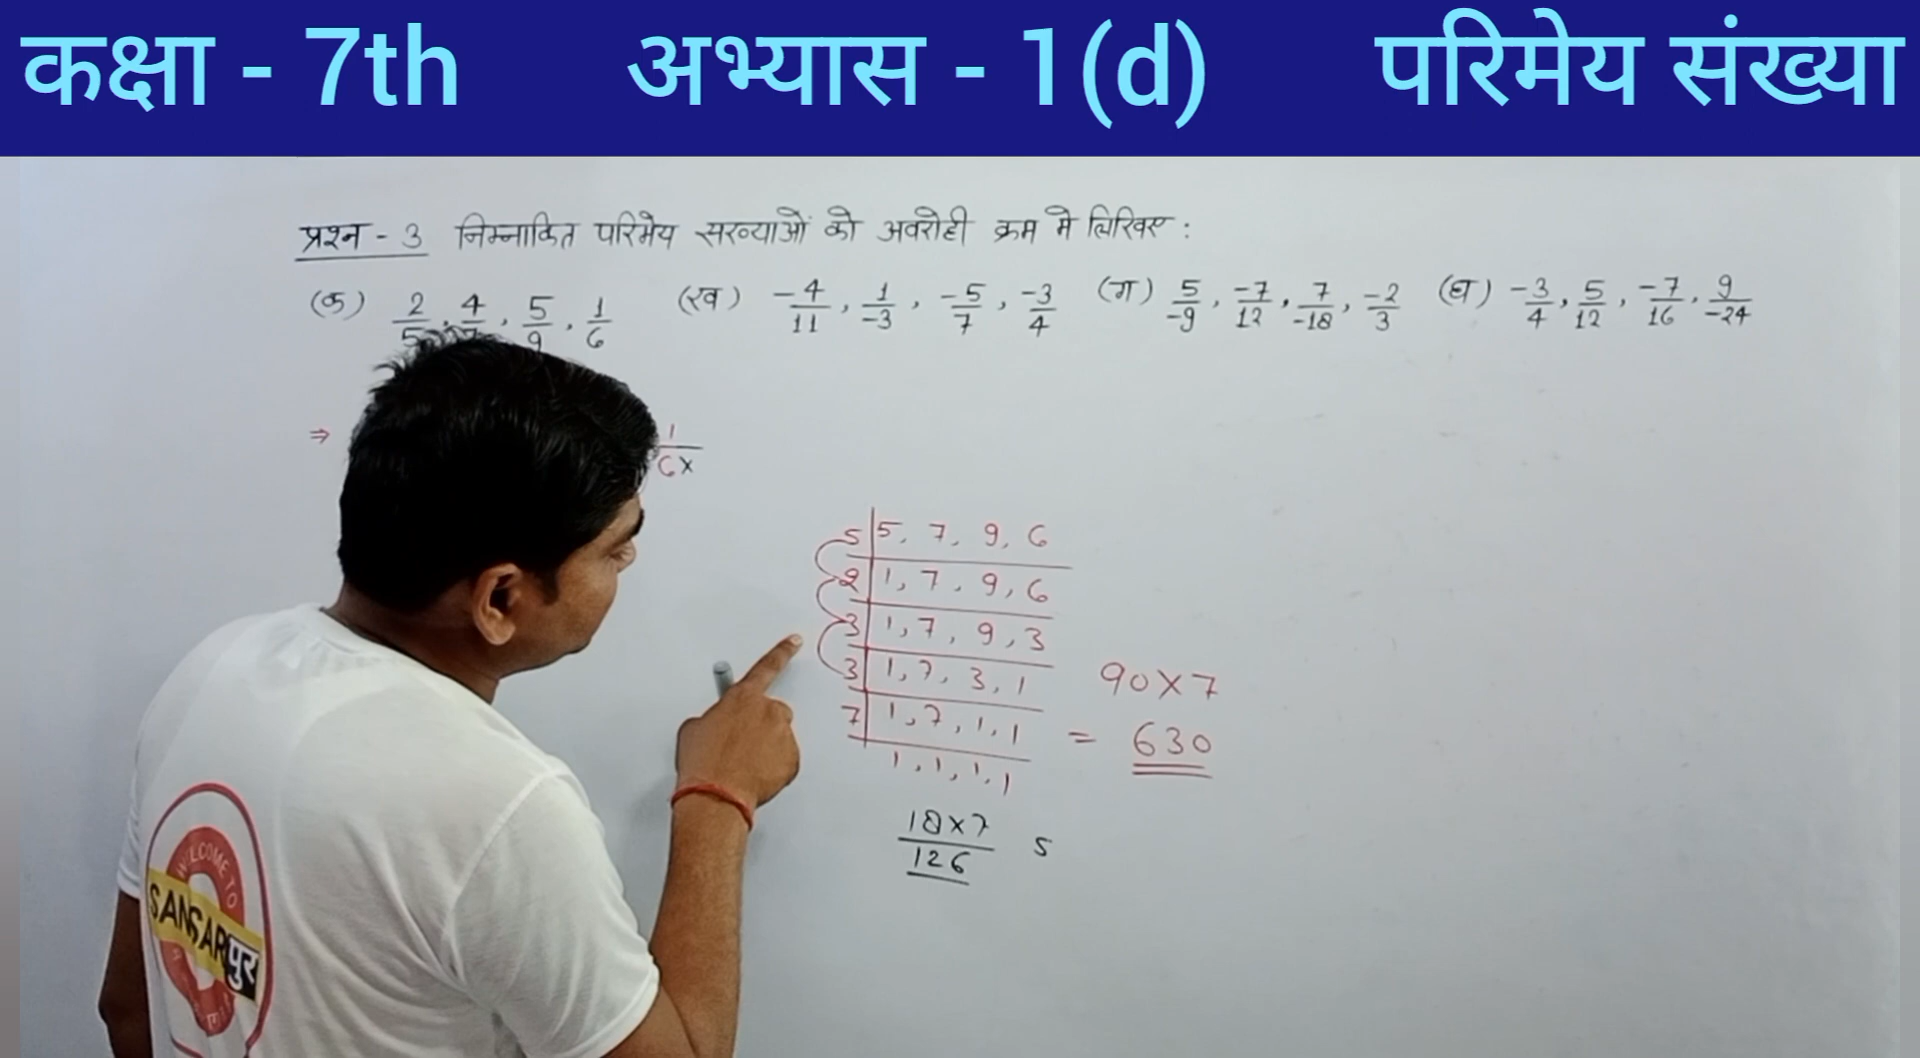 कक्षा - 7th अभ्यास - 1(d) परिमेय संख्या
प्रश्न - 3 निम्नाकित परिमेय सख्याओं को अवरोही क्रम मे लिखिए :
(क) 2/5, 4/, 5/9, 1/6 (ख) -4/11, 1/-3, -5/7, -3/4 (ग) 5/-9, -7/12, 7/-18, -2/3 (घ) -3/4, 5/12, -7/16, 9/-24
⇒ 1/6×
5 | 5, 7, 9, 6
2 | 1, 7, 9, 6
3 | 1, 7, 9, 3
3 | 1, 7, 3, 1
90×7
7 | 1, 7, 1, 1 = 630
1, 1, 1, 1
18×7 5
126
WELCOME TO
SANSARपुर